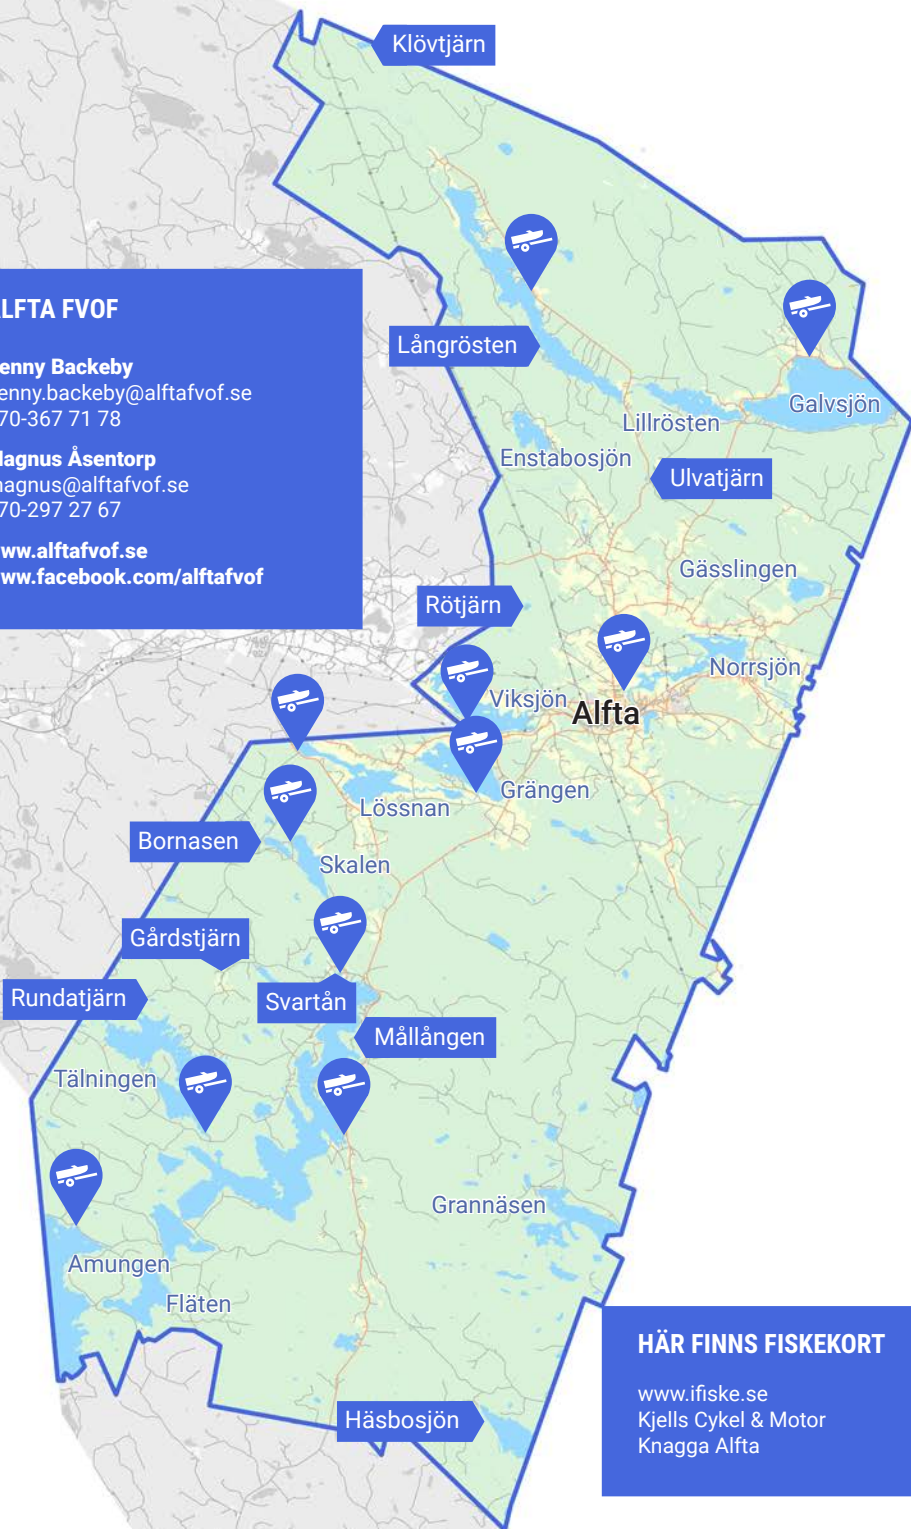 Klövtjärn
LFTA FVOF
enny Backeby
enny.backeby@alftafvof.se
70-367 71 78
agnus Åsentorp
agnus@alftafvof.se
70-297 27 67
ww.alftafvof.se
ww.facebook.com/alftafvof
Långrösten
Galvsjön
Lillrösten
Enstabosjön
Ulvatjärn
Gässlingen
Rötjärn
Norrsjön
Viksjön
Alfta
Grängen
Lössnan
Bornasen
Skalen
Gårdstjärn
Rundatjärn
Svartån
Mållången
Tälningen
Grannäsen
Amungen
Fläten
Häsbosjön
HÄR FINNS FISKEKORT
www.ifiske.se
Kjells Cykel & Motor
Knagga Alfta